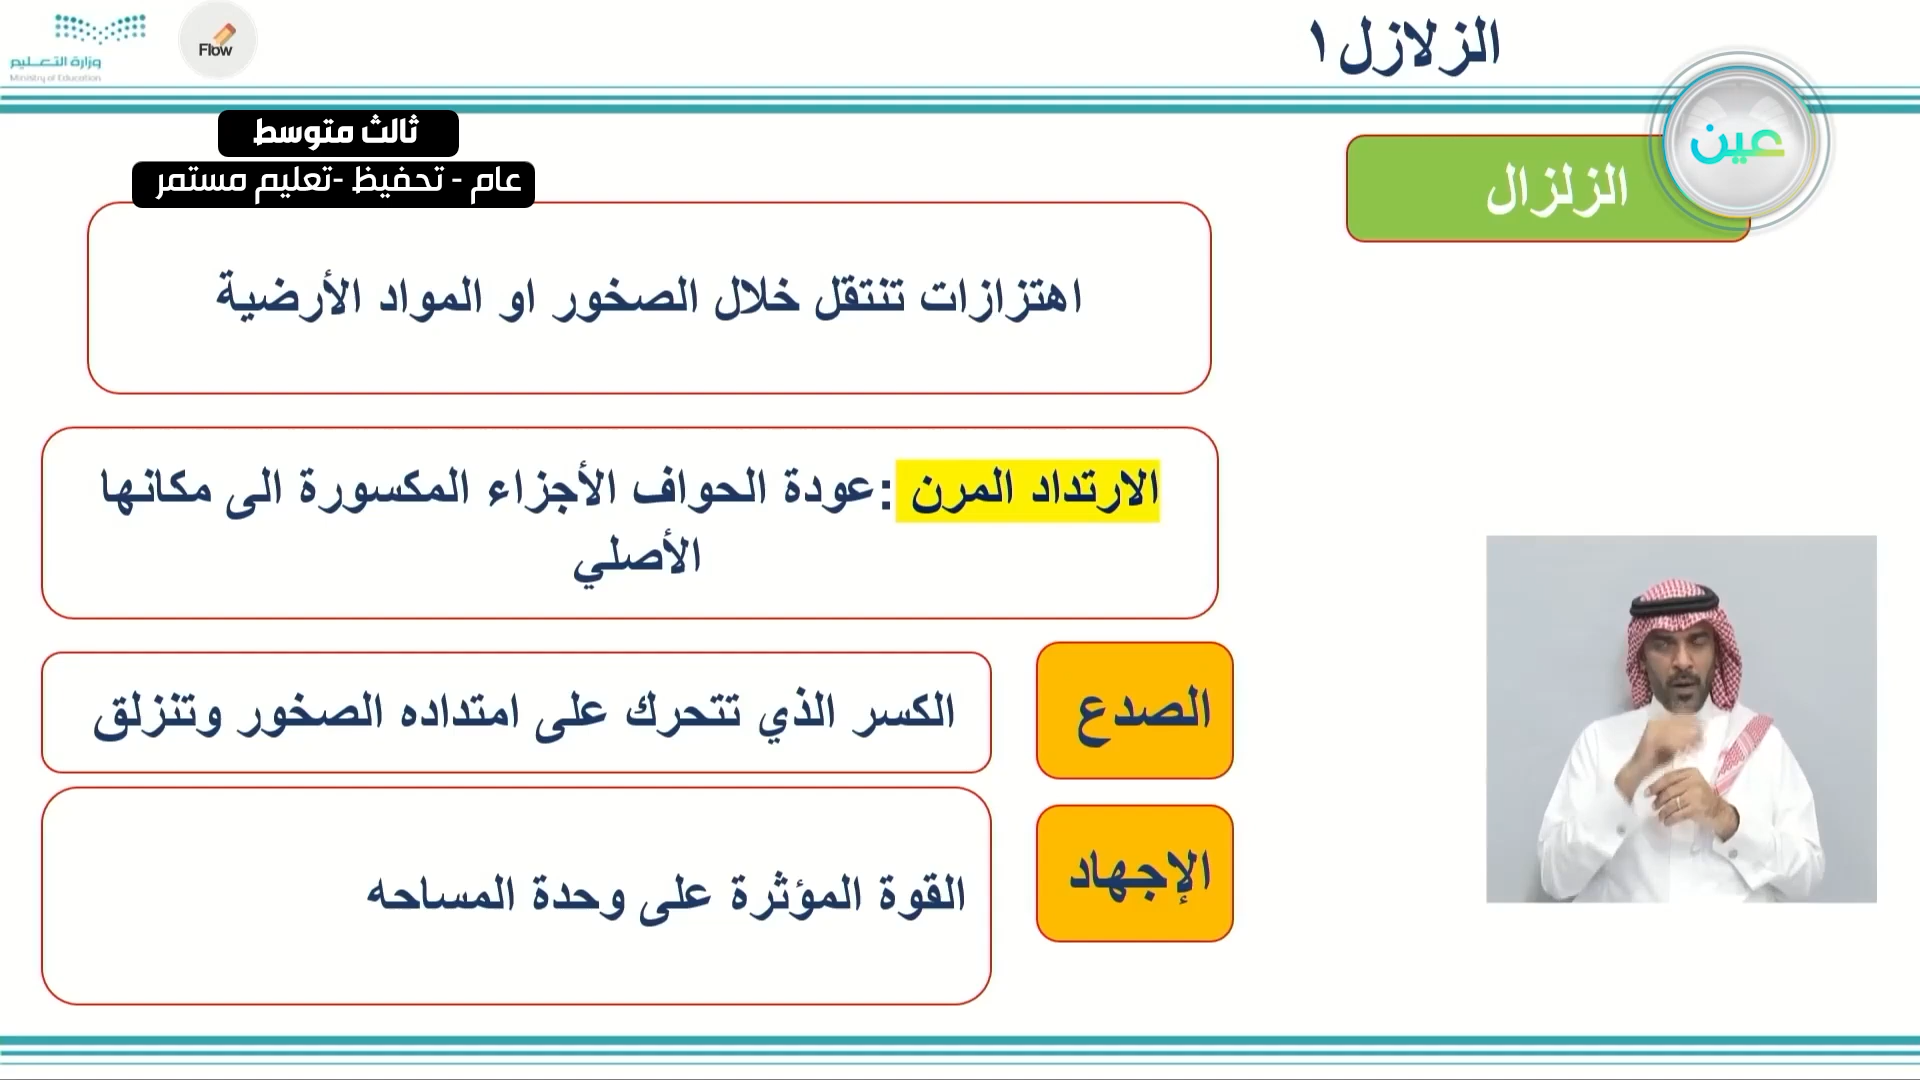 الزلازل ١
وزارة التعليم
Ministry of Education
Flow
عين
ثالث متوسط
عام - تحفيظ -تعليم مستمر
الزلزال
اهتزازات تنتقل خلال الصخور او المواد الأرضية
الارتداد المرن :عودة الحواف الأجزاء المكسورة الى مكانها
الأصلي
الصدع
الكسر الذي تتحرك على امتداده الصخور وتنزلق
الإجهاد
القوة المؤثرة على وحدة المساحه